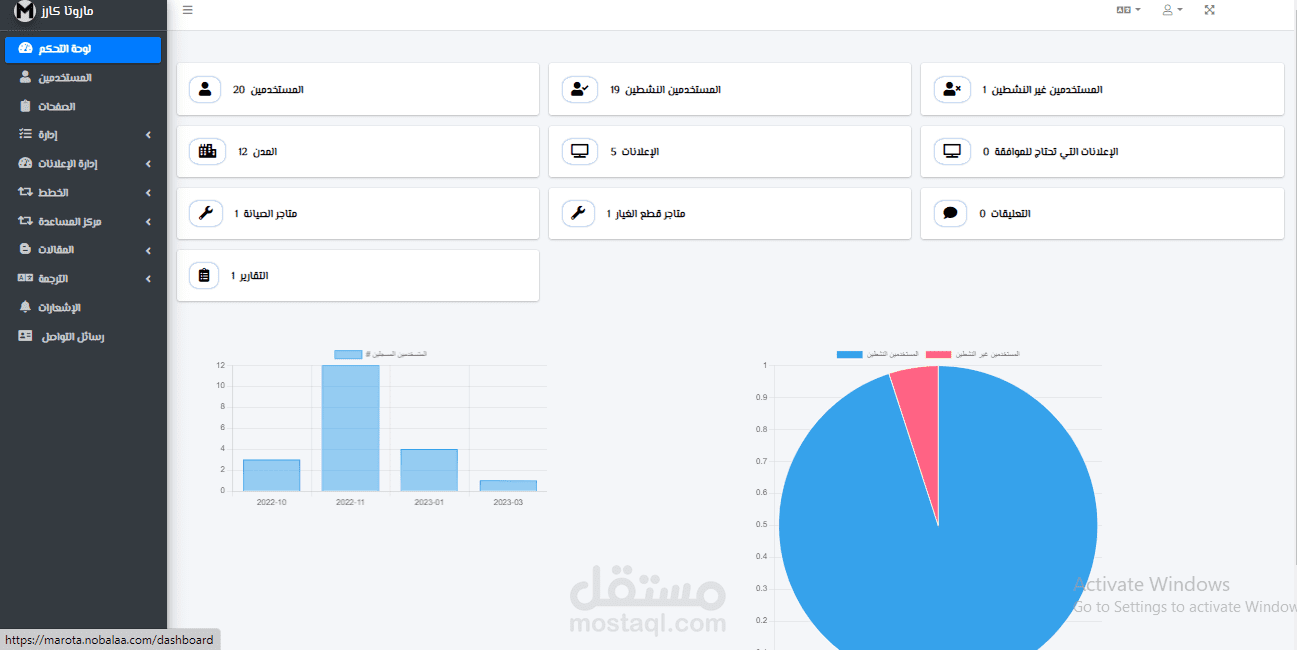 ماروتا كارز
لوحة التحكم
المستخدمين
الصفحات
إدارة
إدارة الإعلانات
الخطط
مركز المساعدة
المقالات
الترجمة
الإشعارات
رسائل التواصل
المستخدمين 20
المستخدمين النشطين 19
المستخدمين غير النشطين 1
المدن 12
الإعلانات 5
الإعلانات التي تحتاج للموافقة 0
متاجر الصيانة 1
متاجر قطع الغيار 1
التعليقات 0
التقارير 1
# المستخدمين المسجلين
12
10
8
6
4
2
0
2022-10
2022-11
2023-01
2023-03
المستخدمين النشطين
المستخدمين غير النشطين
1
0.9
0.8
0.7
0.6
0.5
0.4
0.3
0.2
مستقل
mostaql.com
Activate Windows
Go to Settings to activate Window
https://marota.nobalaa.com/dashboard